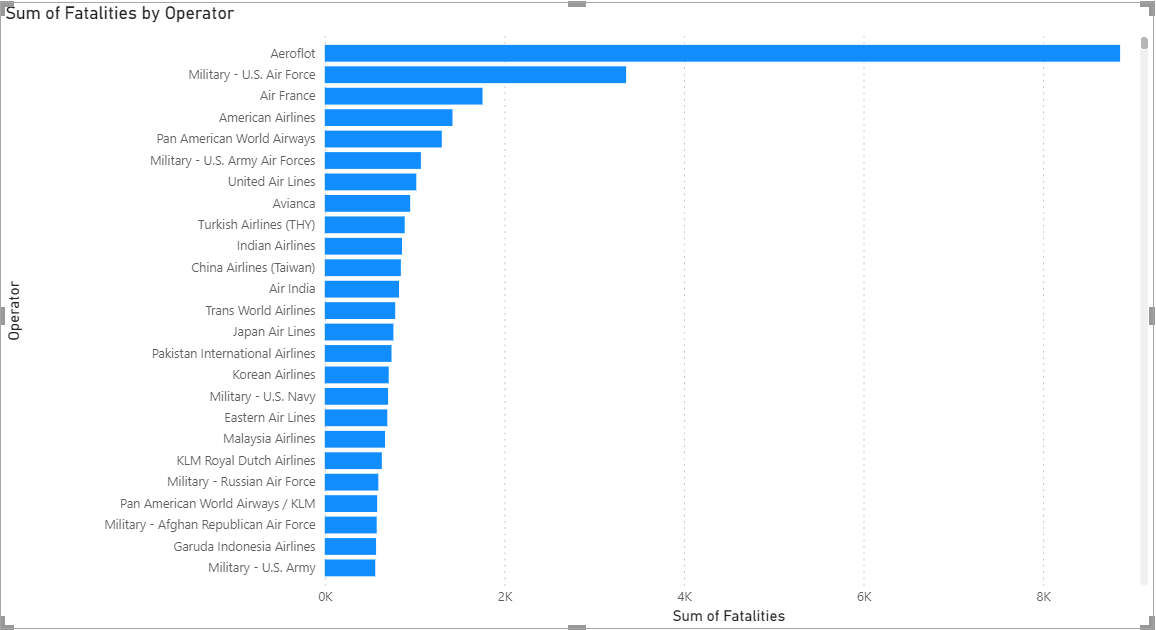 Sum of Fatalities by Operator
Aeroflot
Military - U.S. Air Force
Air France
American Airlines
Pan American World Airways
Military - U.S. Army Air Forces
United Air Lines
Avianca
Turkish Airlines (THY)
Indian Airlines
China Airlines (Taiwan)
Air India
Trans World Airlines
Japan Air Lines
Pakistan International Airlines
Korean Airlines
Military - U.S. Navy
Eastern Air Lines
Malaysia Airlines
KLM Royal Dutch Airlines
Military - Russian Air Force
Pan American World Airways / KLM
Military - Afghan Republican Air Force
Garuda Indonesia Airlines
Military - U.S. Army
Operator
0K 2K 4K 6K 8K
Sum of Fatalities